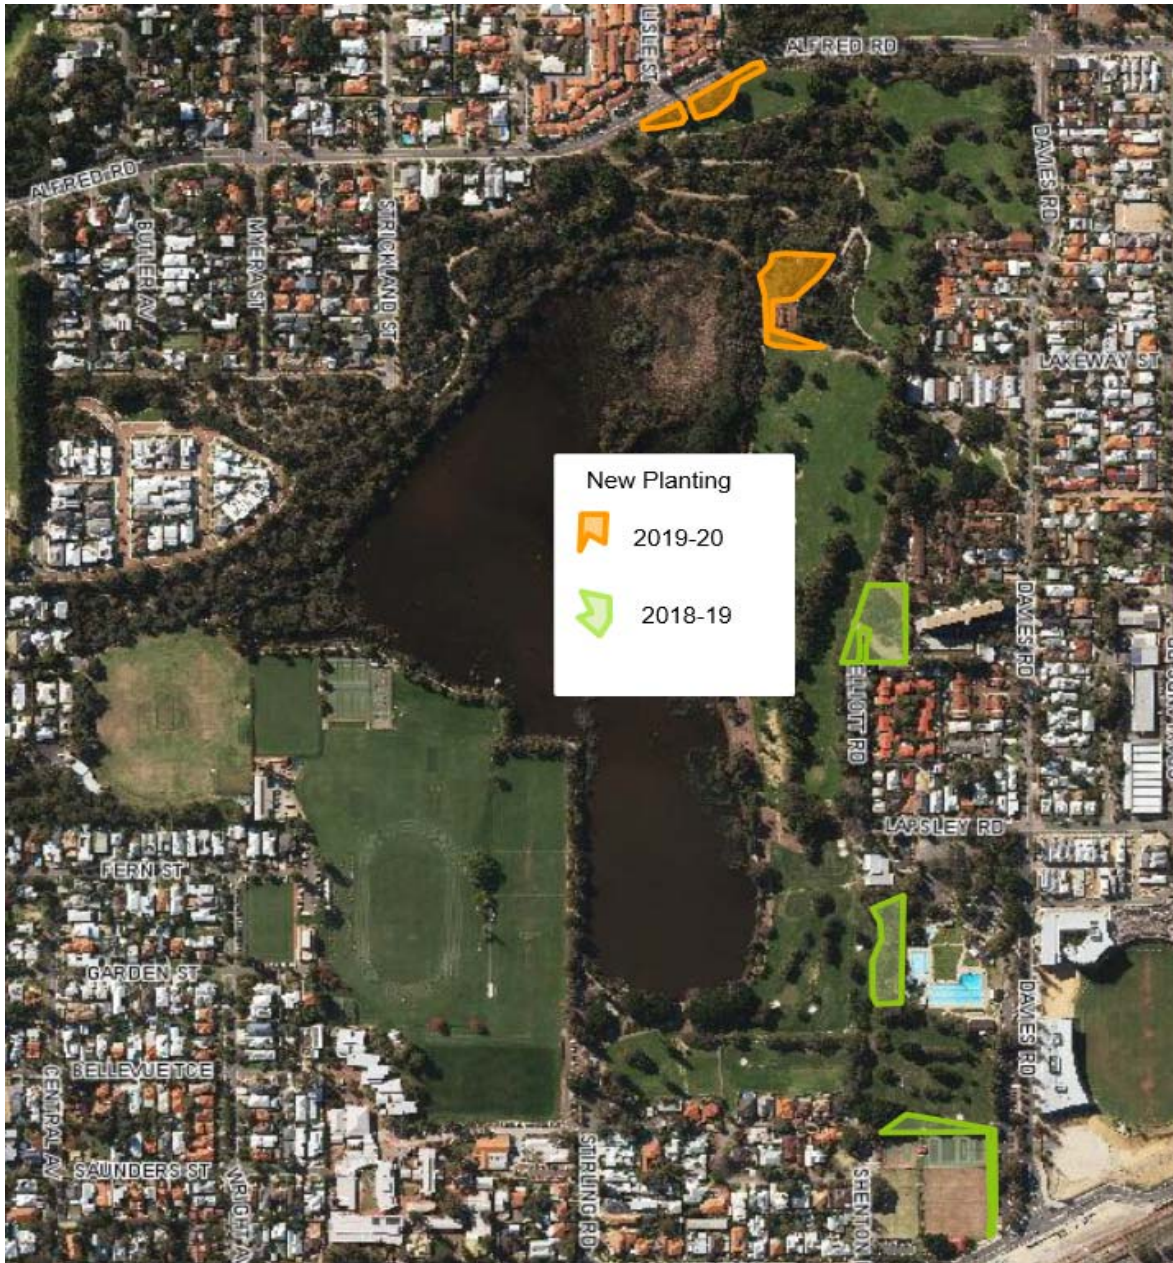 LISLE ST
ALFRED RD
DAVIES RD
ALFRED RD
BUTLER AV
MYERA ST
STRICKLAND ST
LAKEWAY ST
New Planting
2019-20
2018-19
DAVIES RD
ELLIOTT RD
LAPSLEY RD
FERN ST
GARDEN ST
DAVIES RD
BELLEVUE TCE
CENTRAL AV
SAUNDERS ST
WRIGHT AV
STIRLING RD
SHENTON